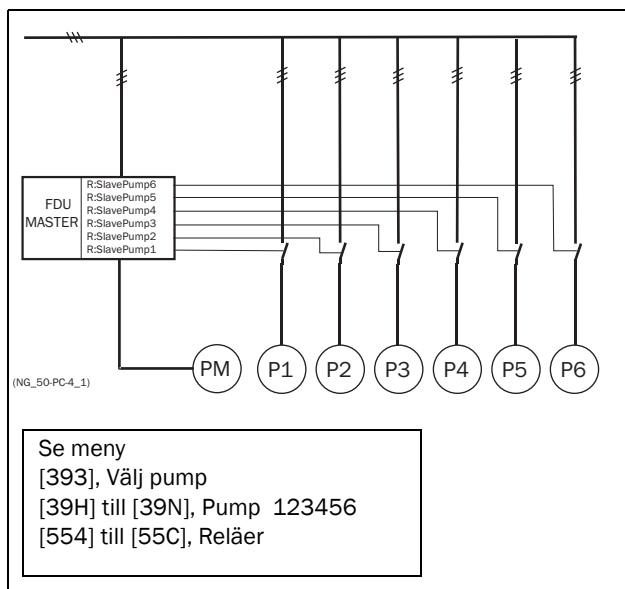 R:SlavePump6
R:SlavePump5
R:SlavePump4
R:SlavePump3
R:SlavePump2
R:SlavePump1
FDU
MASTER
PM
P1
P2
P3
P4
P5
P6
(NG_50-PC-4_1)
Se meny
[393], Välj pump
[39H] till [39N], Pump 123456
[554] till [55C], Reläer